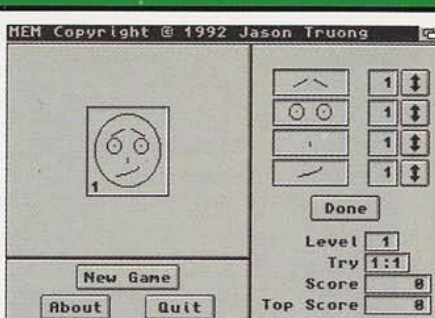 MEM Copyright © 1992 Jason Truong
1
1
1
1
1
Done
Level 1
Try 1:1
Score 0
Top Score 0
New Game
About Quit